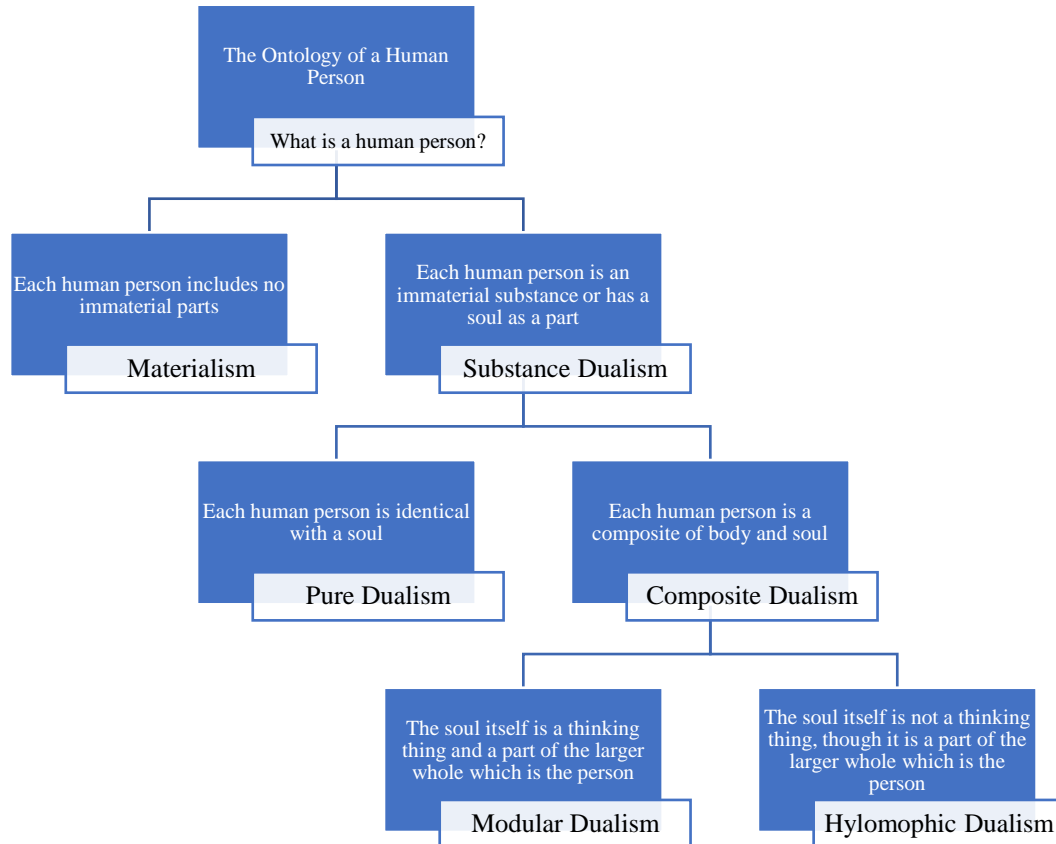 The Ontology of a Human
Person
What is a human person?
Each human person includes no
immaterial parts
Materialism
Each human person is an
immaterial substance or has a
soul as a part
Substance Dualism
Each human person is identical
with a soul
Pure Dualism
Each human person is a
composite of body and soul
Composite Dualism
The soul itself is a thinking
thing and a part of the larger
whole which is the person
Modular Dualism
The soul itself is not a thinking
thing, though it is a part of the
larger whole which is the
person
Hylomophic Dualism